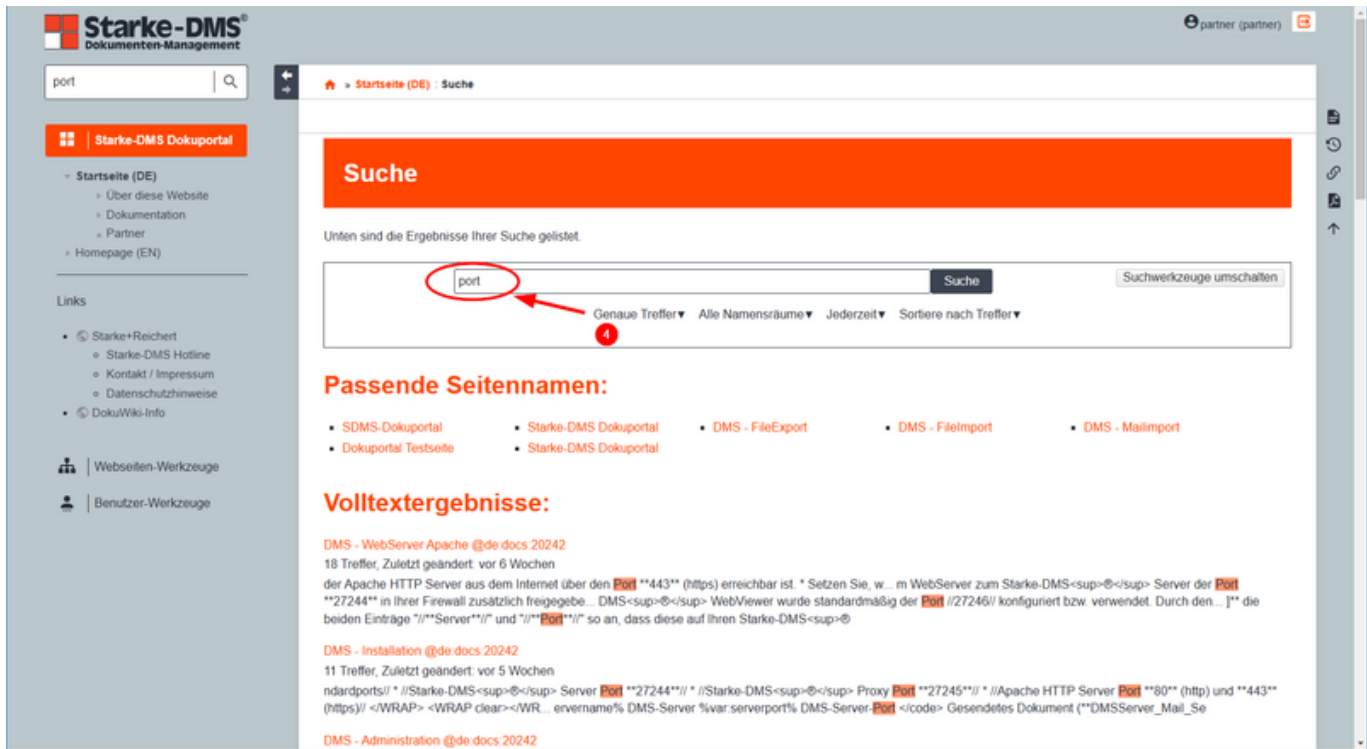 Starke-DMS®
Dokumenten-Management
partner (partner)
port
» Startseite (DE) : Suche
Starke-DMS Dokuportal
Startseite (DE)
Über diese Website
Dokumentation
Partner
Homepage (EN)
Links
Starke+Reichert
Starke-DMS Hotline
Kontakt / Impressum
Datenschutzhinweise
DokuWiki-Info
Webseiten-Werkzeuge
Benutzer-Werkzeuge
Suche
Unten sind die Ergebnisse Ihrer Suche gelistet.
port Suche Suchwerkzeuge umschalten
Genaue Treffer▾ Alle Namensräume▾ Jederzeit▾ Sortiere nach Treffer▾
4
Passende Seitennamen:
SDMS-Dokuportal Starke-DMS Dokuportal DMS - FileExport DMS - FileImport DMS - Mailimport
Dokuportal Testseite Starke-DMS Dokuportal
Volltextergebnisse:
DMS - WebServer Apache @de:docs:20242
18 Treffer, Zuletzt geändert: vor 6 Wochen
der Apache HTTP Server aus dem Internet über den Port **443** (https) erreichbar ist. * Setzen Sie, w... m WebServer zum Starke-DMS<sup>®</sup> Server der Port
**27244** in Ihrer Firewall zusätzlich freigegebe... DMS<sup>®</sup> WebViewer wurde standardmäßig der Port //27246// konfiguriert bzw. verwendet. Durch den... ]** die
beiden Einträge "//**Server**//" und "//**Port**//" so an, dass diese auf Ihren Starke-DMS<sup>®
DMS - Installation @de:docs:20242
11 Treffer, Zuletzt geändert: vor 5 Wochen
ndardports// * //Starke-DMS<sup>®</sup> Server Port **27244**// * //Starke-DMS<sup>®</sup> Proxy Port **27245**// * //Apache HTTP Server Port **80** (http) und **443**
(https)// </WRAP> <WRAP clear></WR... ervername% DMS-Server %var:serverport% DMS-Server-Port </code> Gesendetes Dokument (**DMSServer_Mail_Se
DMS - Administration @de:docs:20242